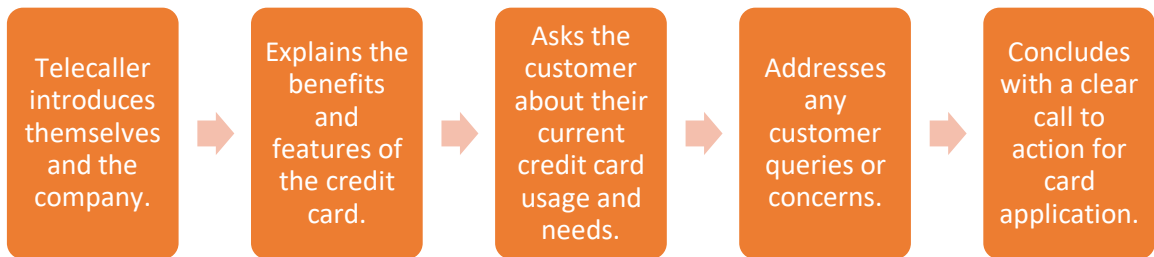 Telecaller
introduces
themselves
and the
company.
Explains the
benefits
and
features of
the credit
card.
Asks the
customer
about their
current
credit card
usage and
needs.
Addresses
any
customer
queries or
concerns.
Concludes
with a clear
call to
action for
card
application.